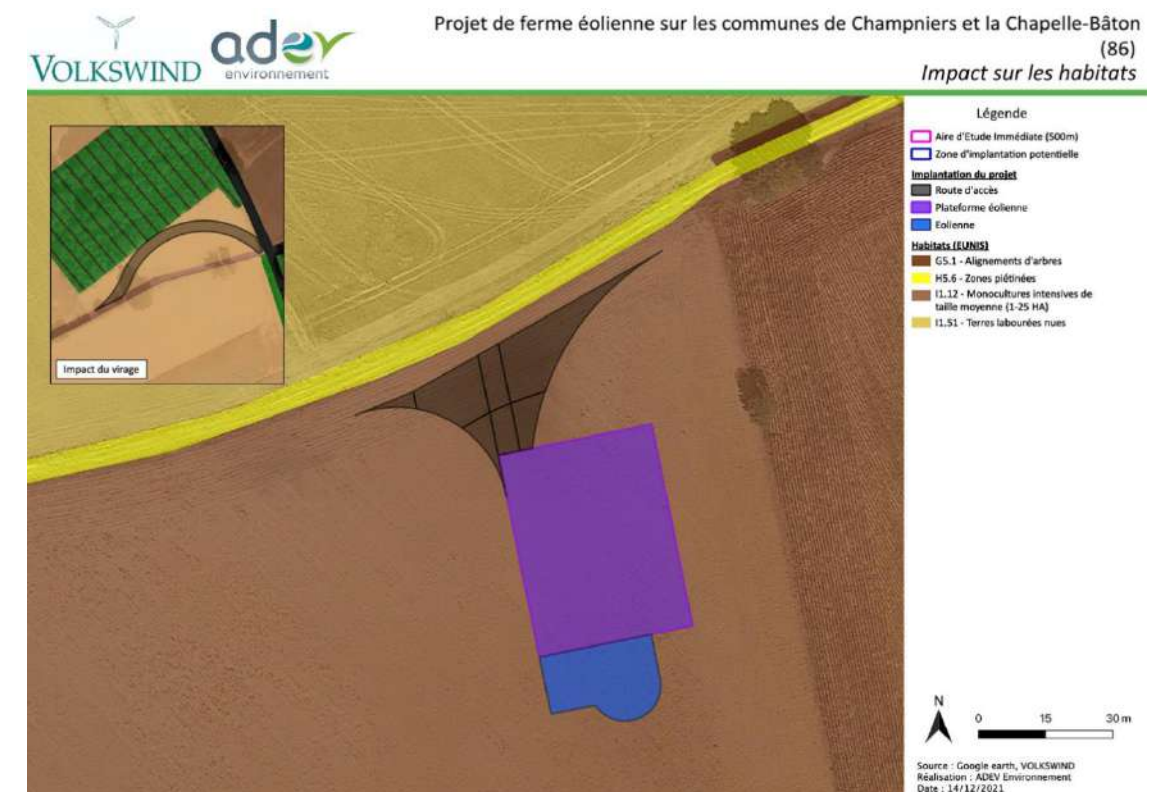 VOLKSWIND
adev
environnement
Projet de ferme éolienne sur les communes de Champniers et la Chapelle-Bâton
(86)
Impact sur les habitats
Impact du virage
Légende
Aire d'Etude Immédiate (500m)
Zone d'implantation potentielle
Implantation du projet
Route d'accès
Plateforme éolienne
Eolienne
Habitats (EUNIS)
G5.1 - Alignements d'arbres
H5.6 - Zones piétinées
I1.12 - Monocultures intensives de
taille moyenne (1-25 HA)
I1.51 - Terres labourées nues
N
0 15 30 m
Source : Google earth, VOLKSWIND
Réalisation : ADEV Environnement
Date : 14/12/2021